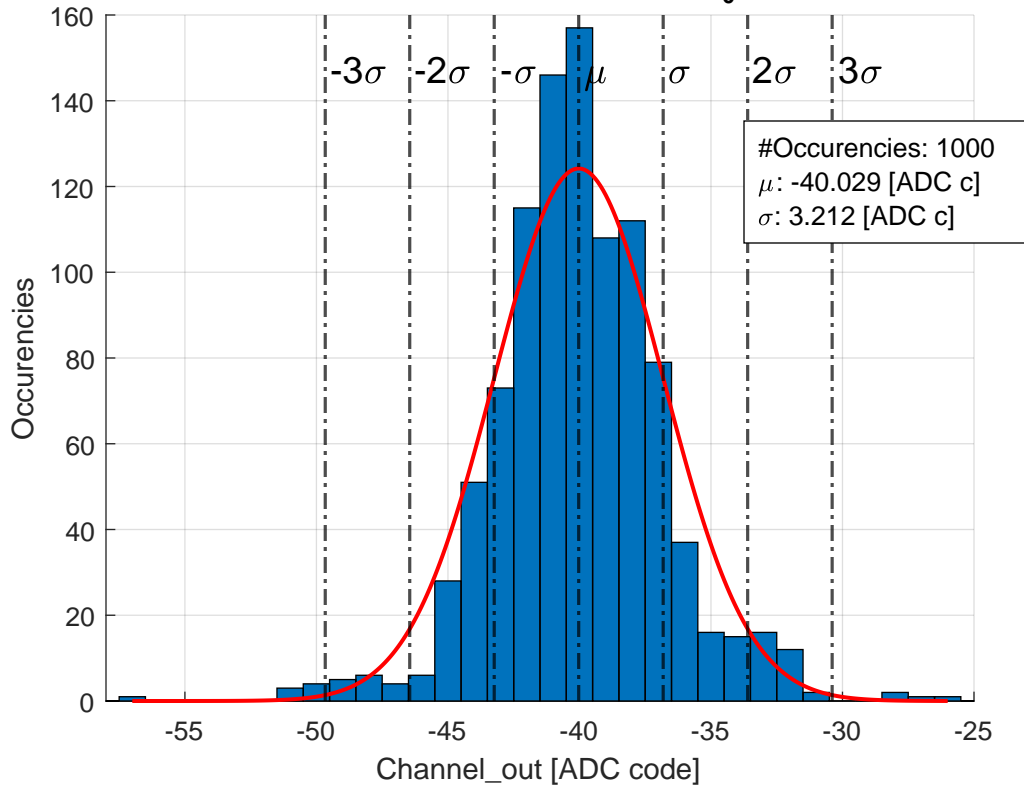 160
140
120
100
80
60
40
20
0
Occurencies
-3σ -2σ -σ μ σ 2σ 3σ
#Occurencies: 1000
μ: -40.029 [ADC c]
σ: 3.212 [ADC c]
-55 -50 -45 -40 -35 -30 -25
Channel_out [ADC code]